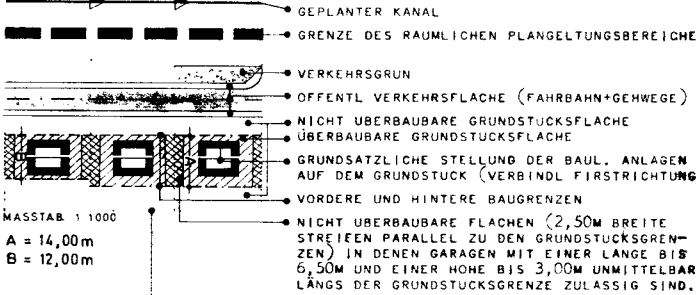 GEPLANTER KANAL
GRENZE DES RAUMLICHEN PLANGELTUNGSBEREICHE
VERKEHRSGRUN
OFFENTL VERKEHRSFLACHE (FAHRBAHN+GEHWEGE)
NICHT UBERBAUBARE GRUNDSTUCKSFLACHE
UBERBAUBARE GRUNDSTUCKSFLACHE
GRUNDSATZLICHE STELLUNG DER BAUL. ANLAGEN
AUF DEM GRUNDSTUCK (VERBINDL FIRSTRICHTUNG
VORDERE UND HINTERE BAUGRENZEN
NICHT UBERBAUBARE FLACHEN (2,50M BREITE
STREIFEN PARALLEL ZU DEN GRUNDSTUCKSGREN-
ZEN) IN DENEN GARAGEN MIT EINER LANGE BIS
6,50M UND EINER HOHE BIS 3,00M UNMITTELBAR
LANGS DER GRUNDSTUCKSGRENZE ZULASSIG SIND.
B
A
MASSTAB 1 1000
A = 14,00m
B = 12,00m